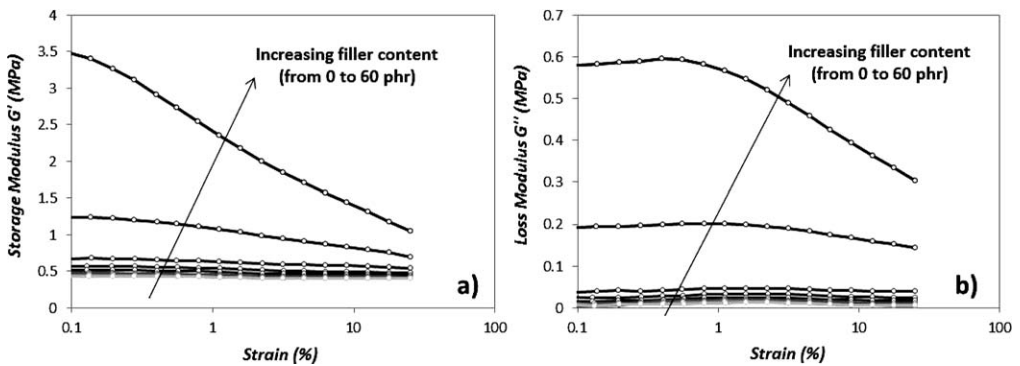 4
3.5
3
2.5
2
1.5
1
0.5
0
0.1
1
10
100
Storage Modulus G' (MPa)
Strain (%)
Increasing filler content
(from 0 to 60 phr)
a)
0.7
0.6
0.5
0.4
0.3
0.2
0.1
0
0.1
1
10
100
Loss Modulus G'' (MPa)
Strain (%)
Increasing filler content
(from 0 to 60 phr)
b)